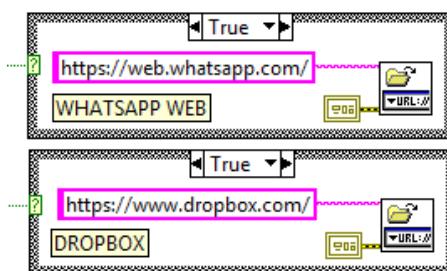 True
?
https://web.whatsapp.com/
WHATSAPP WEB
URL://
True
?
https://www.dropbox.com/
DROPBOX
URL://